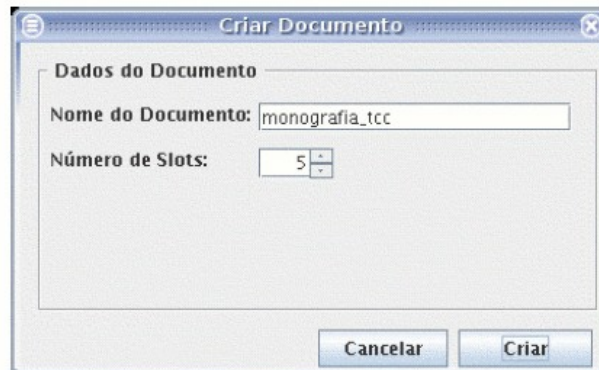 Criar Documento
Dados do Documento
Nome do Documento: monografia_tcc
Número de Slots: 5
Cancelar Criar